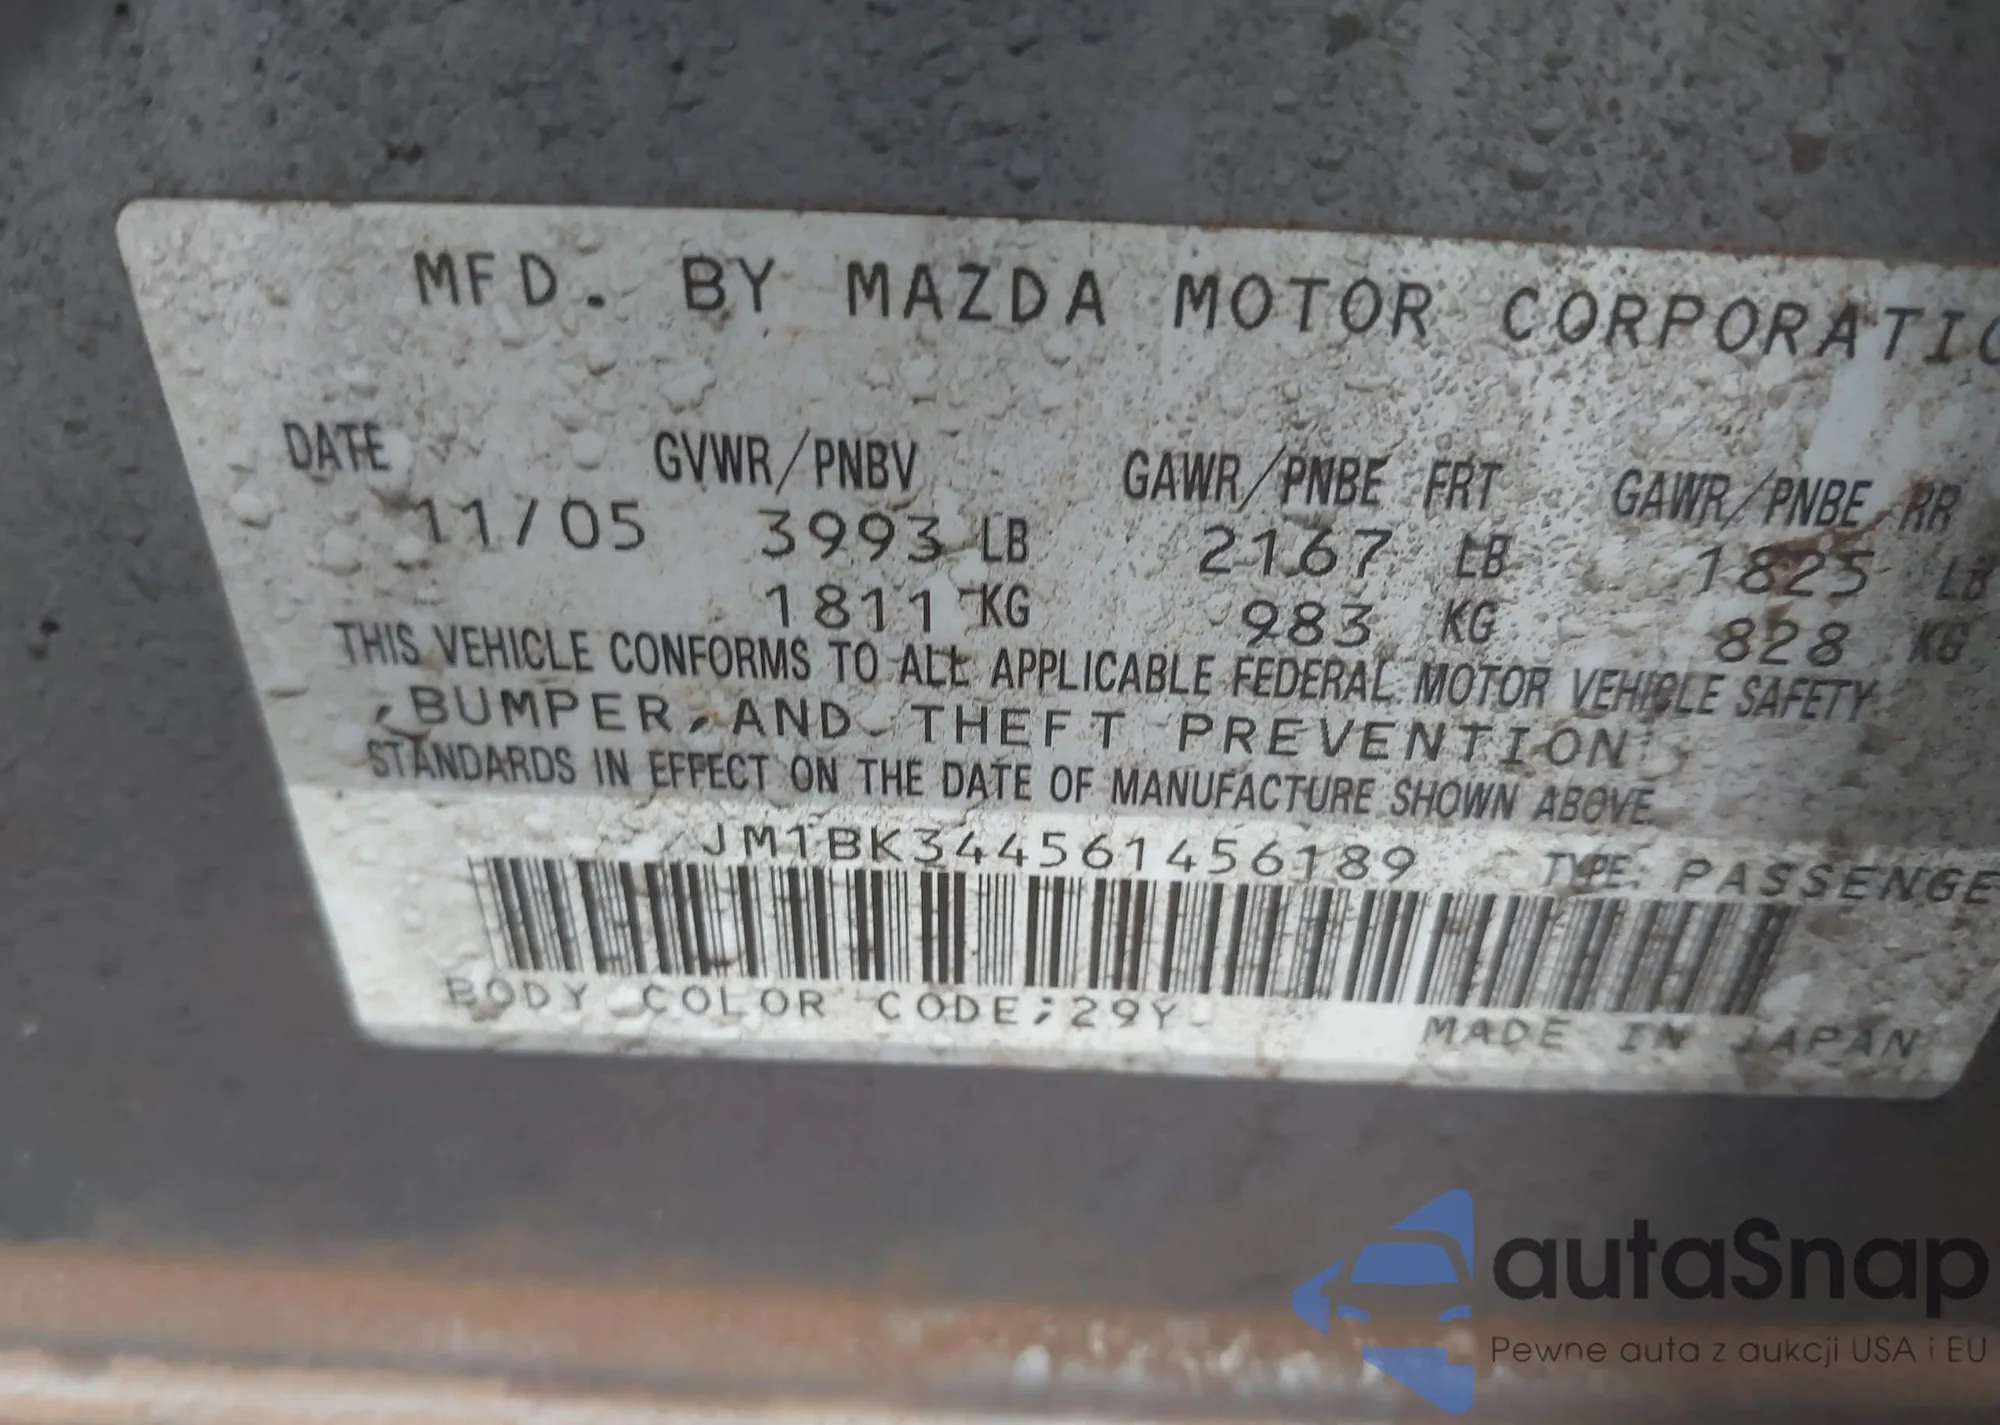 MFD. BY MAZDA MOTOR CORPORATIO
DATE GVWR/PNBV GAWR/PNBE FRT GAWR/PNBE RR
11/05 3993 LB 2167 LB 1825 LB
1811 KG 983 KG 828 KG
THIS VEHICLE CONFORMS TO ALL APPLICABLE FEDERAL MOTOR VEHICLE SAFETY
, BUMPER, AND THEFT PREVENTION
STANDARDS IN EFFECT ON THE DATE OF MANUFACTURE SHOWN ABOVE.
JM1BK344561456189 TYPE: PASSENGE
BODY COLOR CODE;29Y MADE IN JAPAN
autaSnap
Pewne auta z aukcji USA i EU